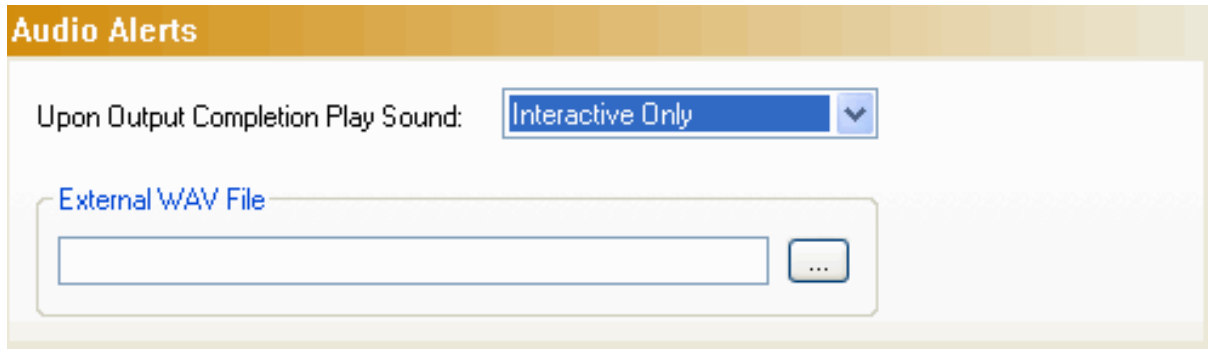 Audio Alerts
Upon Output Completion Play Sound: Interactive Only
External WAV File
...